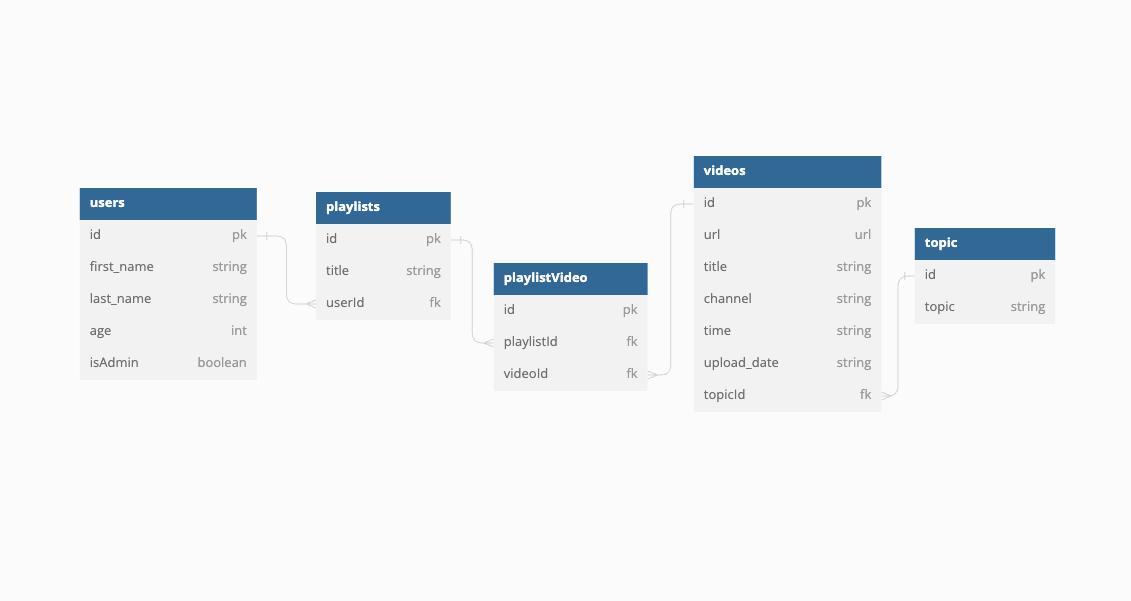 users
id pk
first_name string
last_name string
age int
isAdmin boolean
playlists
id pk
title string
userId fk
playlistVideo
id pk
playlistId fk
videoId fk
videos
id pk
url url
title string
channel string
time string
upload_date string
topicId fk
topic
id pk
topic string